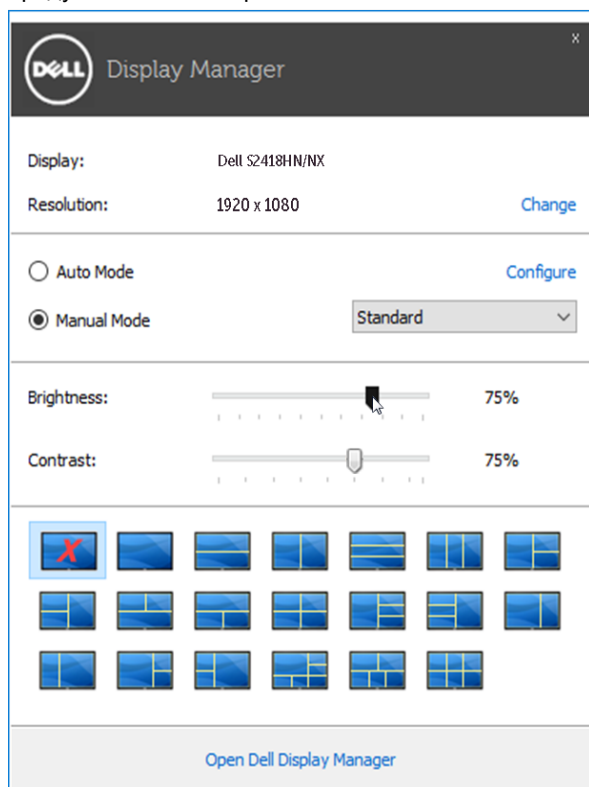 DELL Display Manager x
Display: Dell S2418HN/NX
Resolution: 1920 x 1080 Change
Auto Mode Configure
Manual Mode Standard
Brightness: 75%
Contrast: 75%
Open Dell Display Manager